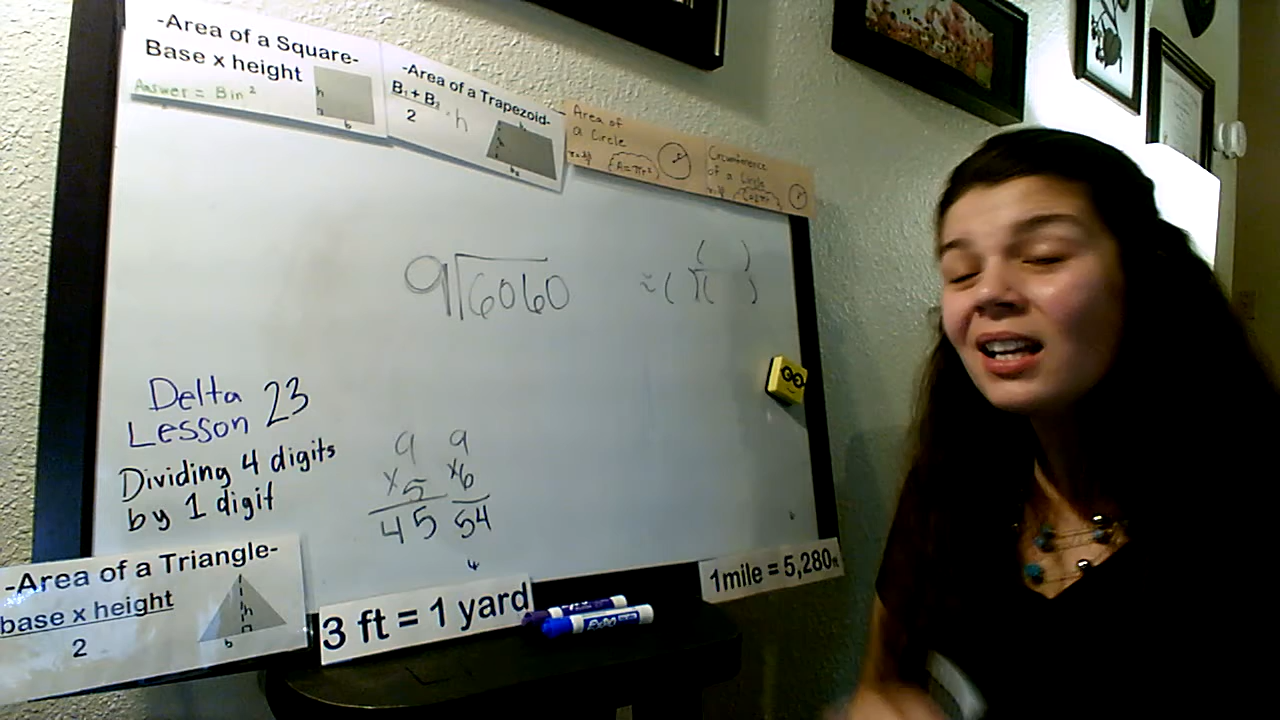 -Area of a Square-
Base x height
Answer = Bin²
h
b
-Area of a Trapezoid-
B₁ + B₂
2
· h
Area of
a Circle
(A=πr²)
Circumference
of a Circle
9)6060
≈ ( )( )
( )
Delta
Lesson 23
Dividing 4 digits
by 1 digit
9
x5
45
9
x6
54
-Area of a Triangle-
base x height
2
h
b
3 ft = 1 yard
1mile = 5,280ft